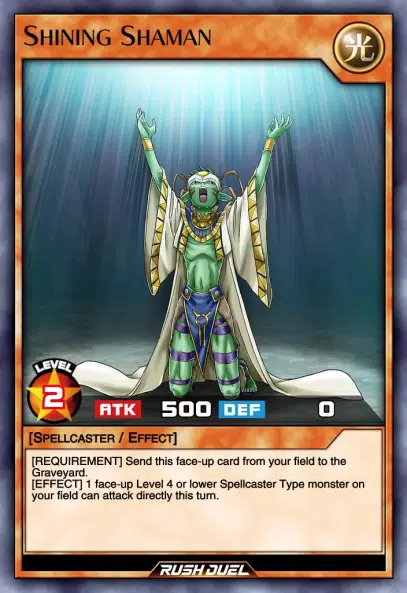 SHINING SHAMAN
光
LEVEL
2
ATK 500 DEF 0
[SPELLCASTER / EFFECT]
[REQUIREMENT] Send this face-up card from your field to the
Graveyard.
[EFFECT] 1 face-up Level 4 or lower Spellcaster Type monster on
your field can attack directly this turn.
RUSH DUEL